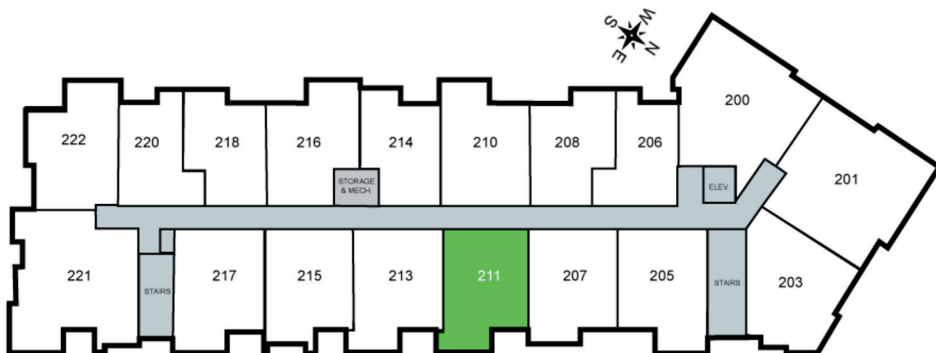 W
S
N
E
200
222
220
218
216
214
210
208
206
201
STORAGE
& MECH.
ELEV.
221
STAIRS
217
215
213
211
207
205
STAIRS
203